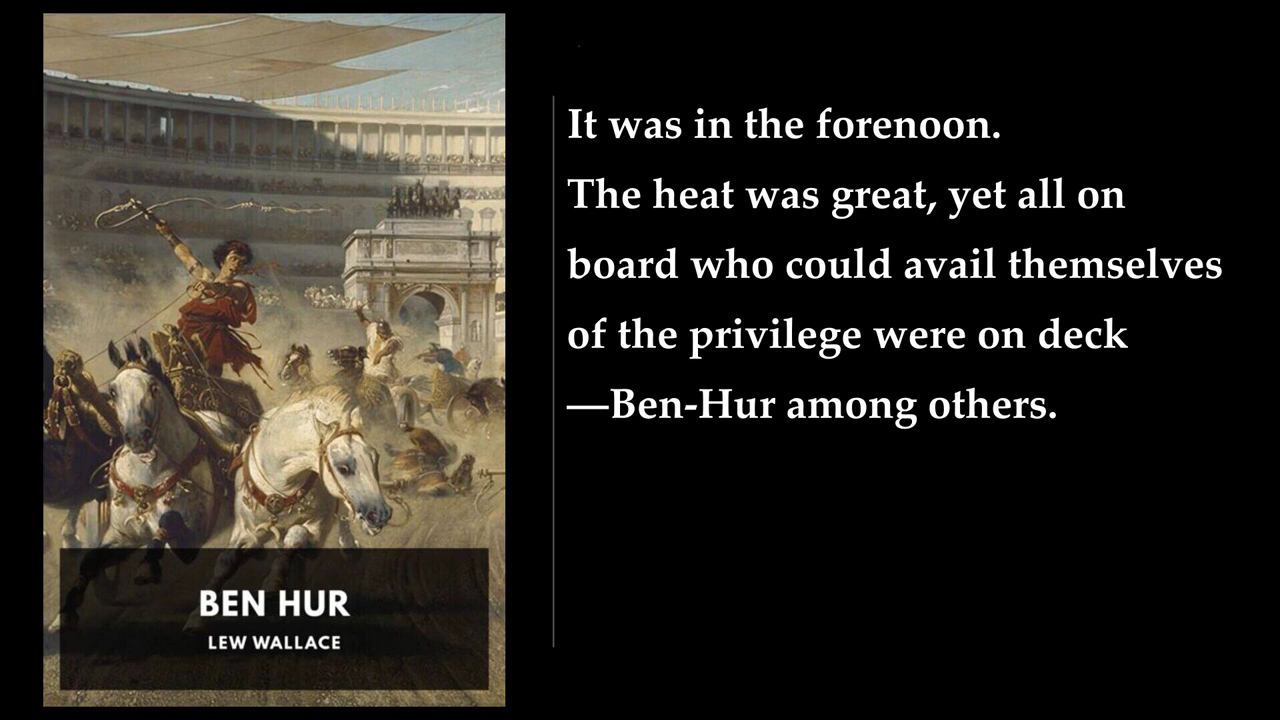 BEN HUR
LEW WALLACE
It was in the forenoon.
The heat was great, yet all on
board who could avail themselves
of the privilege were on deck
—Ben-Hur among others.